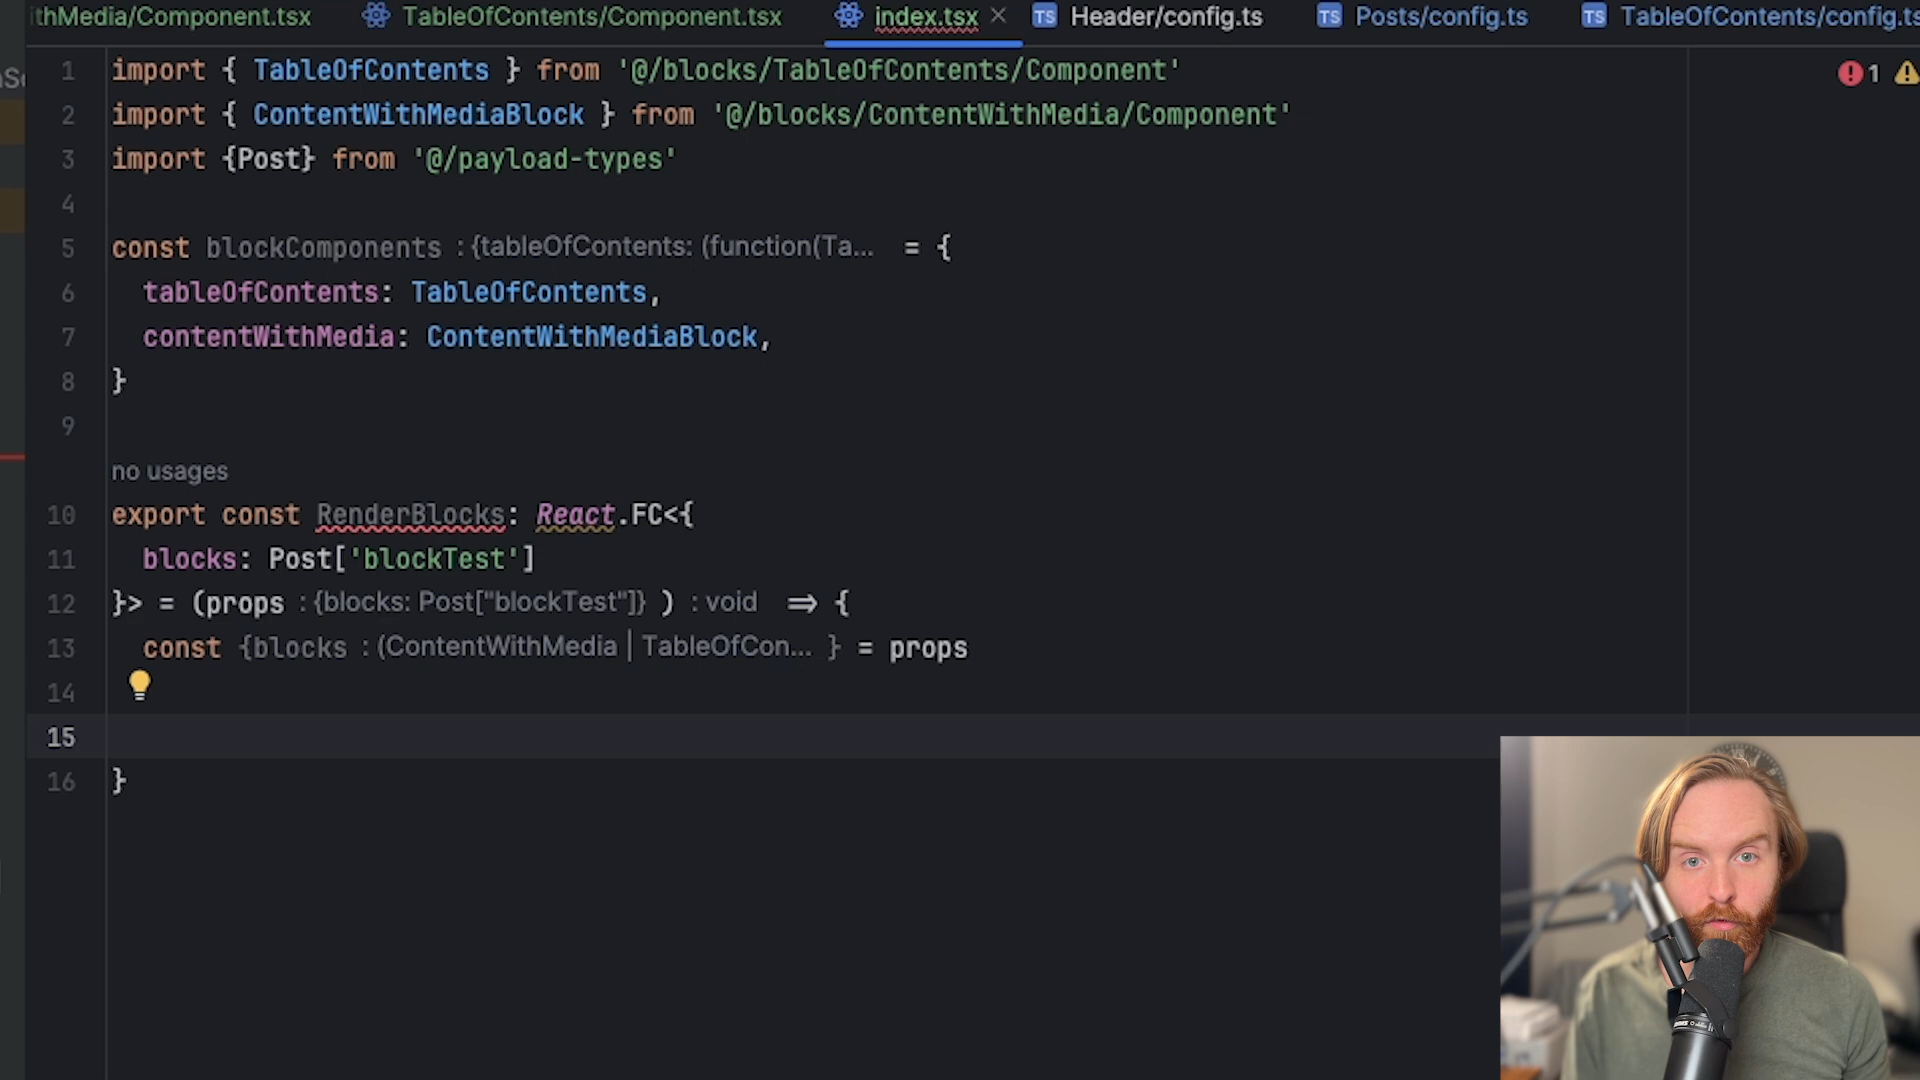 ithMedia/Component.tsx TableOfContents/Component.tsx index.tsx Header/config.ts Posts/config.ts TableOfContents/config.ts
1 import { TableOfContents } from '@/blocks/TableOfContents/Component'
1
2 import { ContentWithMediaBlock } from '@/blocks/ContentWithMedia/Component'
3 import {Post} from '@/payload-types'
4
5 const blockComponents : {tableOfContents: (function(Ta... = {
6 tableOfContents: TableOfContents,
7 contentWithMedia: ContentWithMediaBlock,
8 }
9
no usages
10 export const RenderBlocks: React.FC<{
11 blocks: Post['blockTest']
12 }> = (props : {blocks: Post["blockTest"]} ) : void => {
13 const {blocks : (ContentWithMedia | TableOfCon... } = props
14
15
16 }